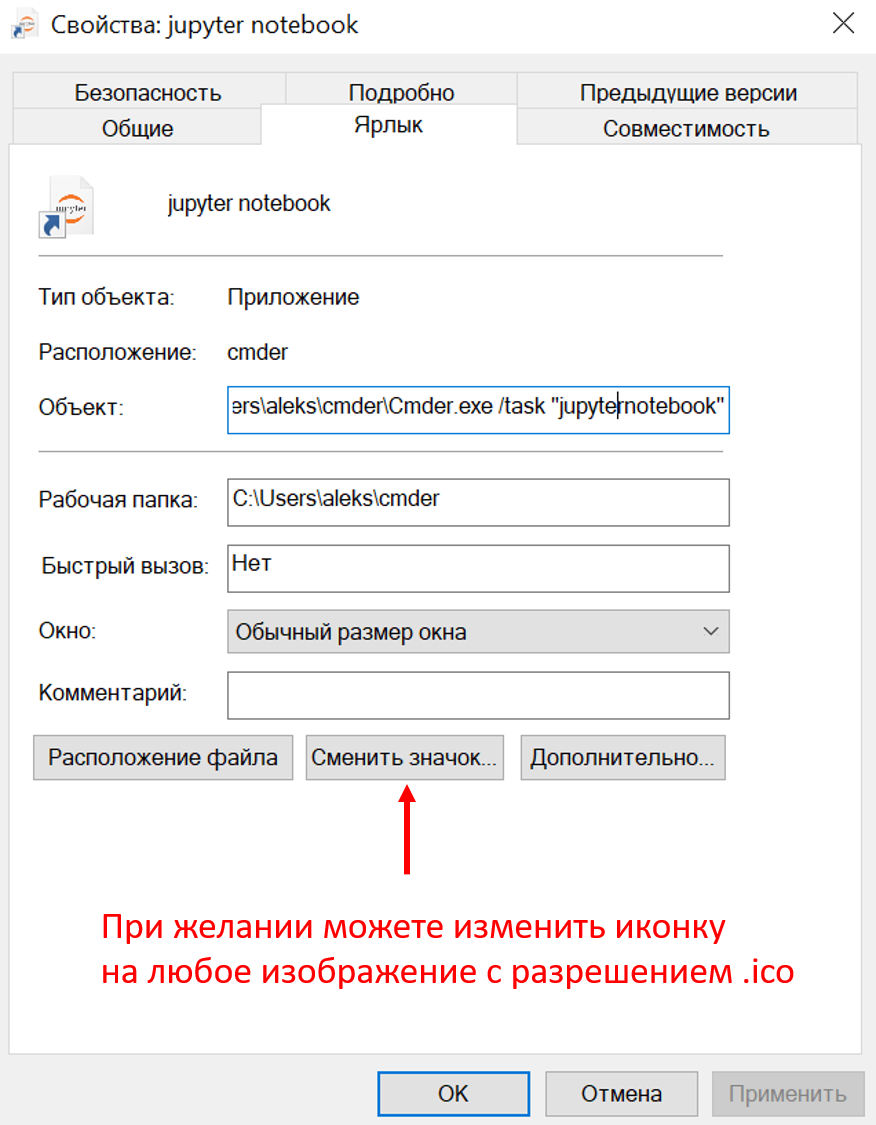 Свойства: jupyter notebook
Безопасность Подробно Предыдущие версии
Общие Ярлык Совместимость
jupyter
jupyter notebook
Тип объекта: Приложение
Расположение: cmder
Объект: ers\aleks\cmder\Cmder.exe /task "jupyternotebook"
Рабочая папка: C:\Users\aleks\cmder
Быстрый вызов: Нет
Окно: Обычный размер окна
Комментарий:
Расположение файла Сменить значок... Дополнительно...
При желании можете изменить иконку
на любое изображение с разрешением .ico
OK Отмена Применить